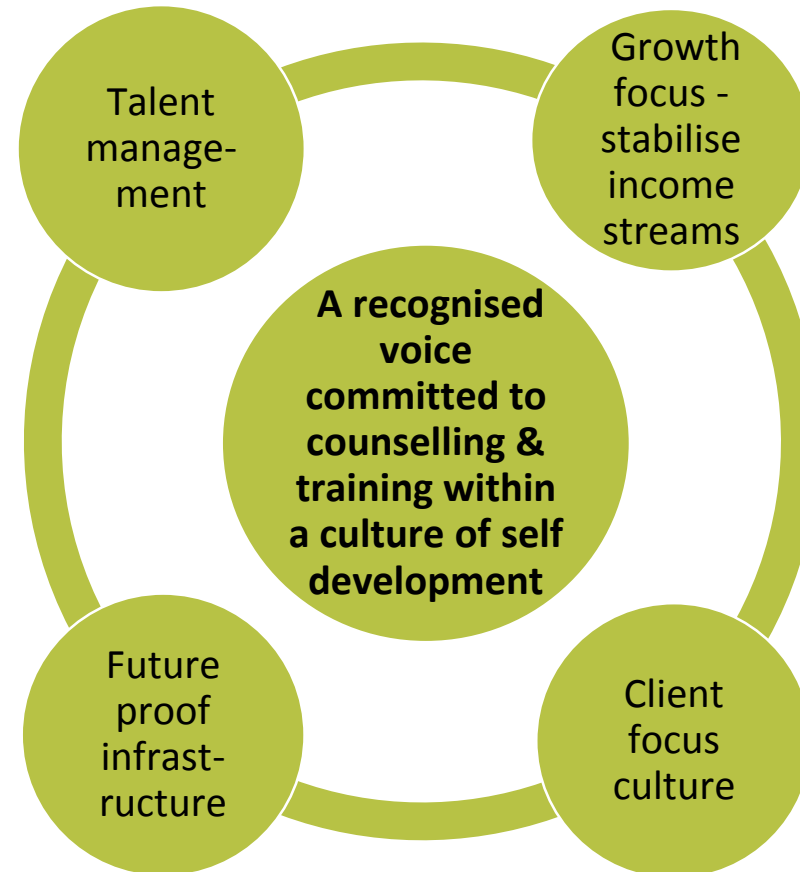 Talent
manage-
ment
Growth
focus -
stabilise
income
streams
A recognised
voice
committed to
counselling &
training within
a culture of self
development
Future
proof
infrast-
ructure
Client
focus
culture